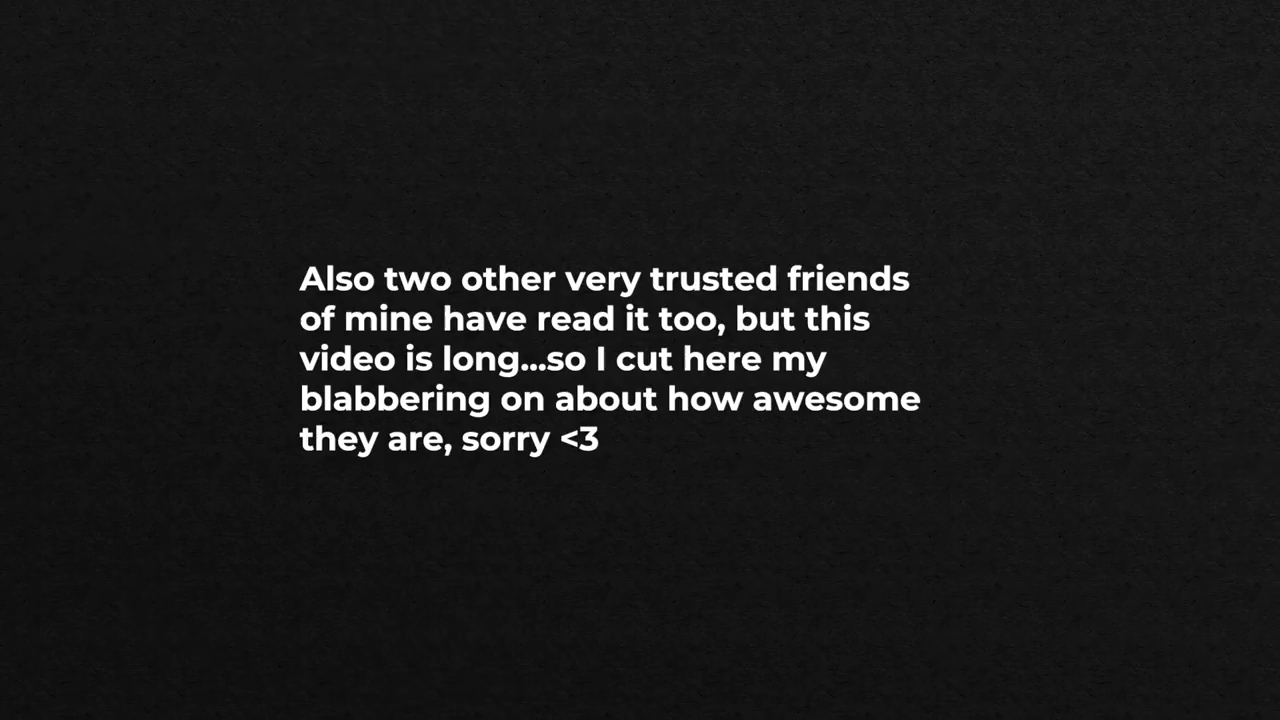 Also two other very trusted friends
of mine have read it too, but this
video is long...so I cut here my
blabbering on about how awesome
they are, sorry <3